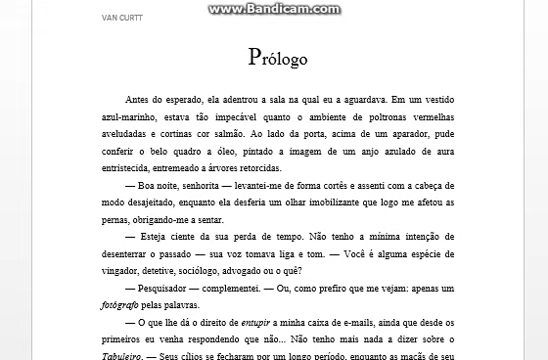 www.Bandicam.com
VAN CURTT
Prólogo
Antes do esperado, ela adentrou a sala na qual eu a aguardava. Em um vestido
azul-marinho, estava tão impecável quanto o ambiente de poltronas vermelhas
aveludadas e cortinas cor salmão. Ao lado da porta, acima de um aparador, pude
conferir o belo quadro a óleo, pintado a imagem de um anjo azulado de aura
entristecida, entremeado a árvores retorcidas.
— Boa noite, senhorita — levantei-me de forma cortês e assenti com a cabeça de
modo desajeitado, enquanto ela desferia um olhar imobilizante que logo me afetou as
pernas, obrigando-me a sentar.
— Esteja ciente da sua perda de tempo. Não tenho a mínima intenção de
desenterrar o passado — sua voz tomava liga e tom. — Você é alguma espécie de
vingador, detetive, sociólogo, advogado ou o quê?
— Pesquisador — complementei. — Ou, como prefiro que me vejam: apenas um
fotógrafo pelas palavras.
— O que lhe dá o direito de entupir a minha caixa de e-mails, ainda que desde os
primeiros eu venha respondendo que não... Não tenho mais nada a dizer sobre o
Tabuleiro. — Seus cílios se fecharam por um longo período, enquanto as maçãs de seu